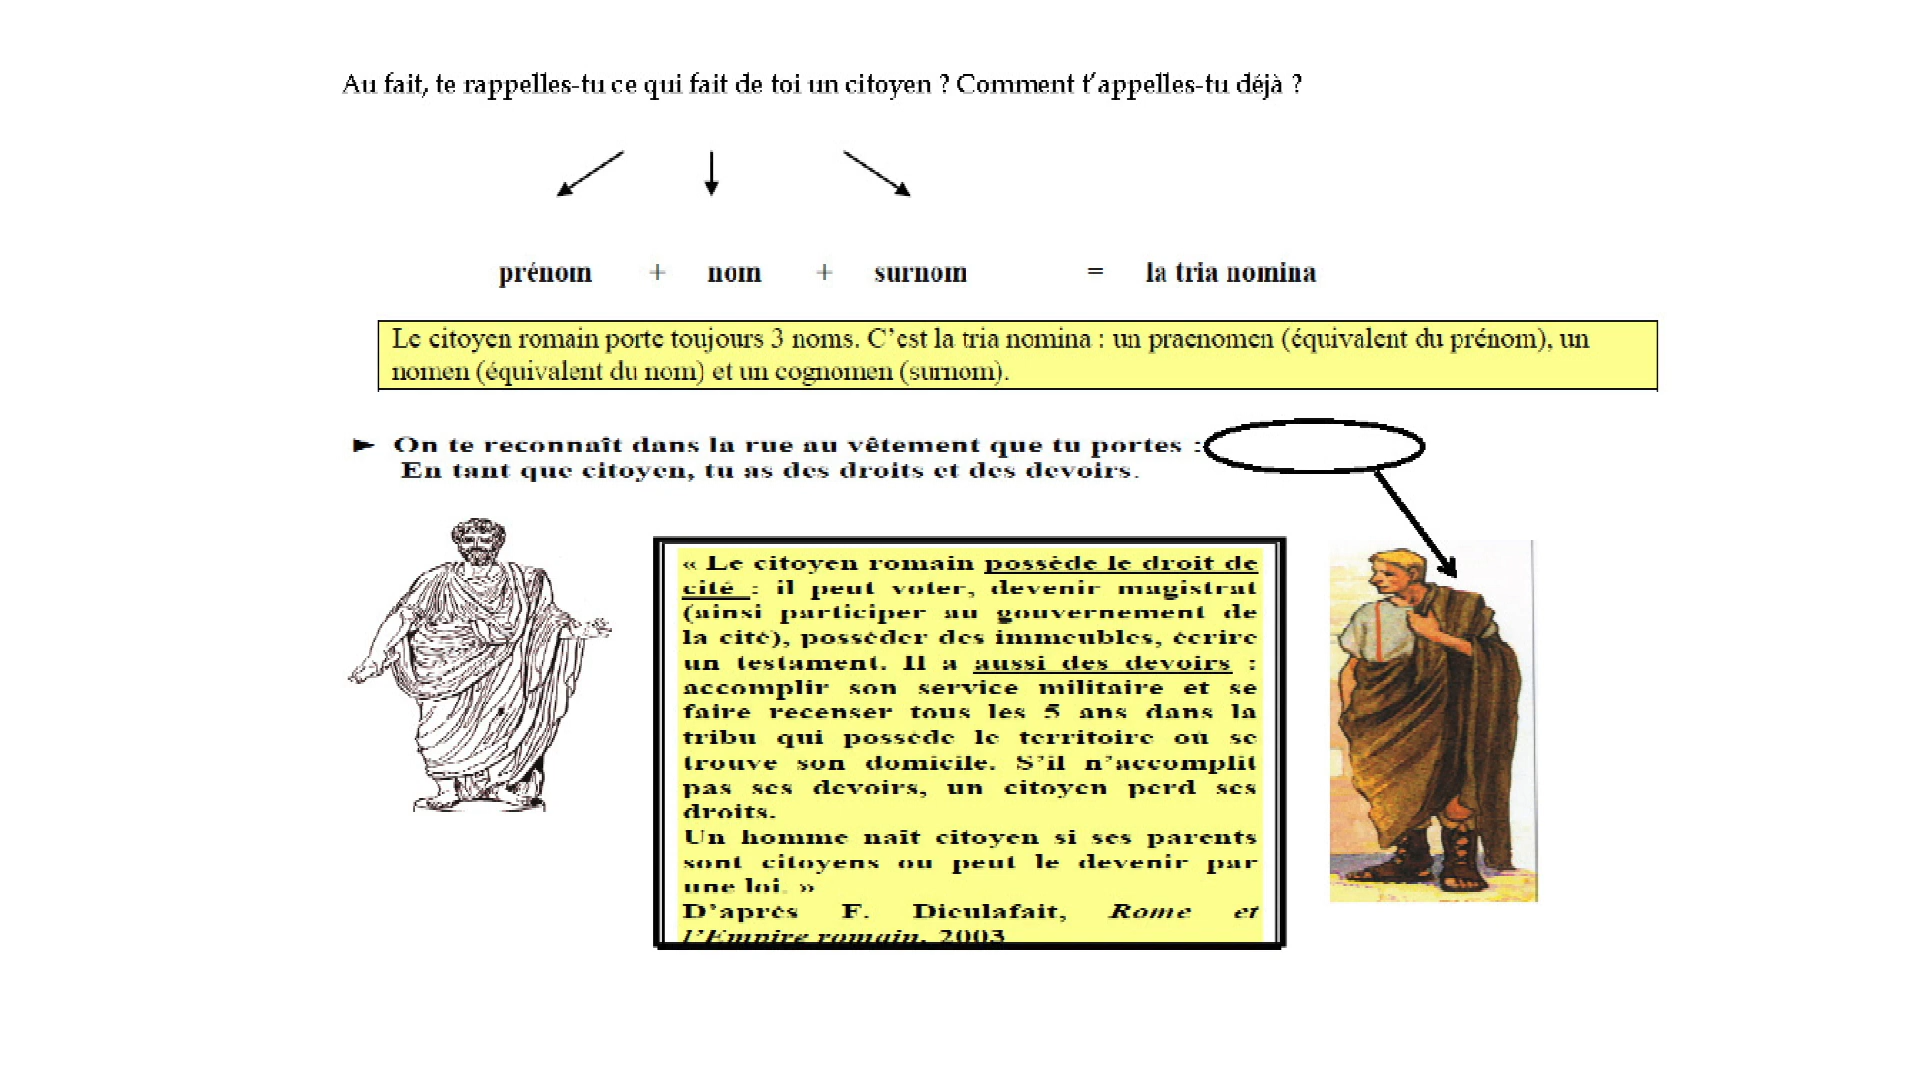 Au fait, te rappelles-tu ce qui fait de toi un citoyen ? Comment t'appelles-tu déjà ?
prénom + nom + surnom = la tria nomina
Le citoyen romain porte toujours 3 noms. C'est la tria nomina : un praenomen (équivalent du prénom), un
nomen (équivalent du nom) et un cognomen (surnom).
► On te reconnaît dans la rue au vêtement que tu portes :
En tant que citoyen, tu as des droits et des devoirs.
« Le citoyen romain possède le droit de
cité : il peut voter, devenir magistrat
(ainsi participer au gouvernement de
la cité), posséder des immeubles, écrire
un testament. Il a aussi des devoirs :
accomplir son service militaire et se
faire recenser tous les 5 ans dans la
tribu qui possède le territoire où se
trouve son domicile. S'il n'accomplit
pas ses devoirs, un citoyen perd ses
droits.
Un homme naît citoyen si ses parents
sont citoyens ou peut le devenir par
une loi. »
D'après F. Dieulafait, Rome et
l'Empire romain, 2003